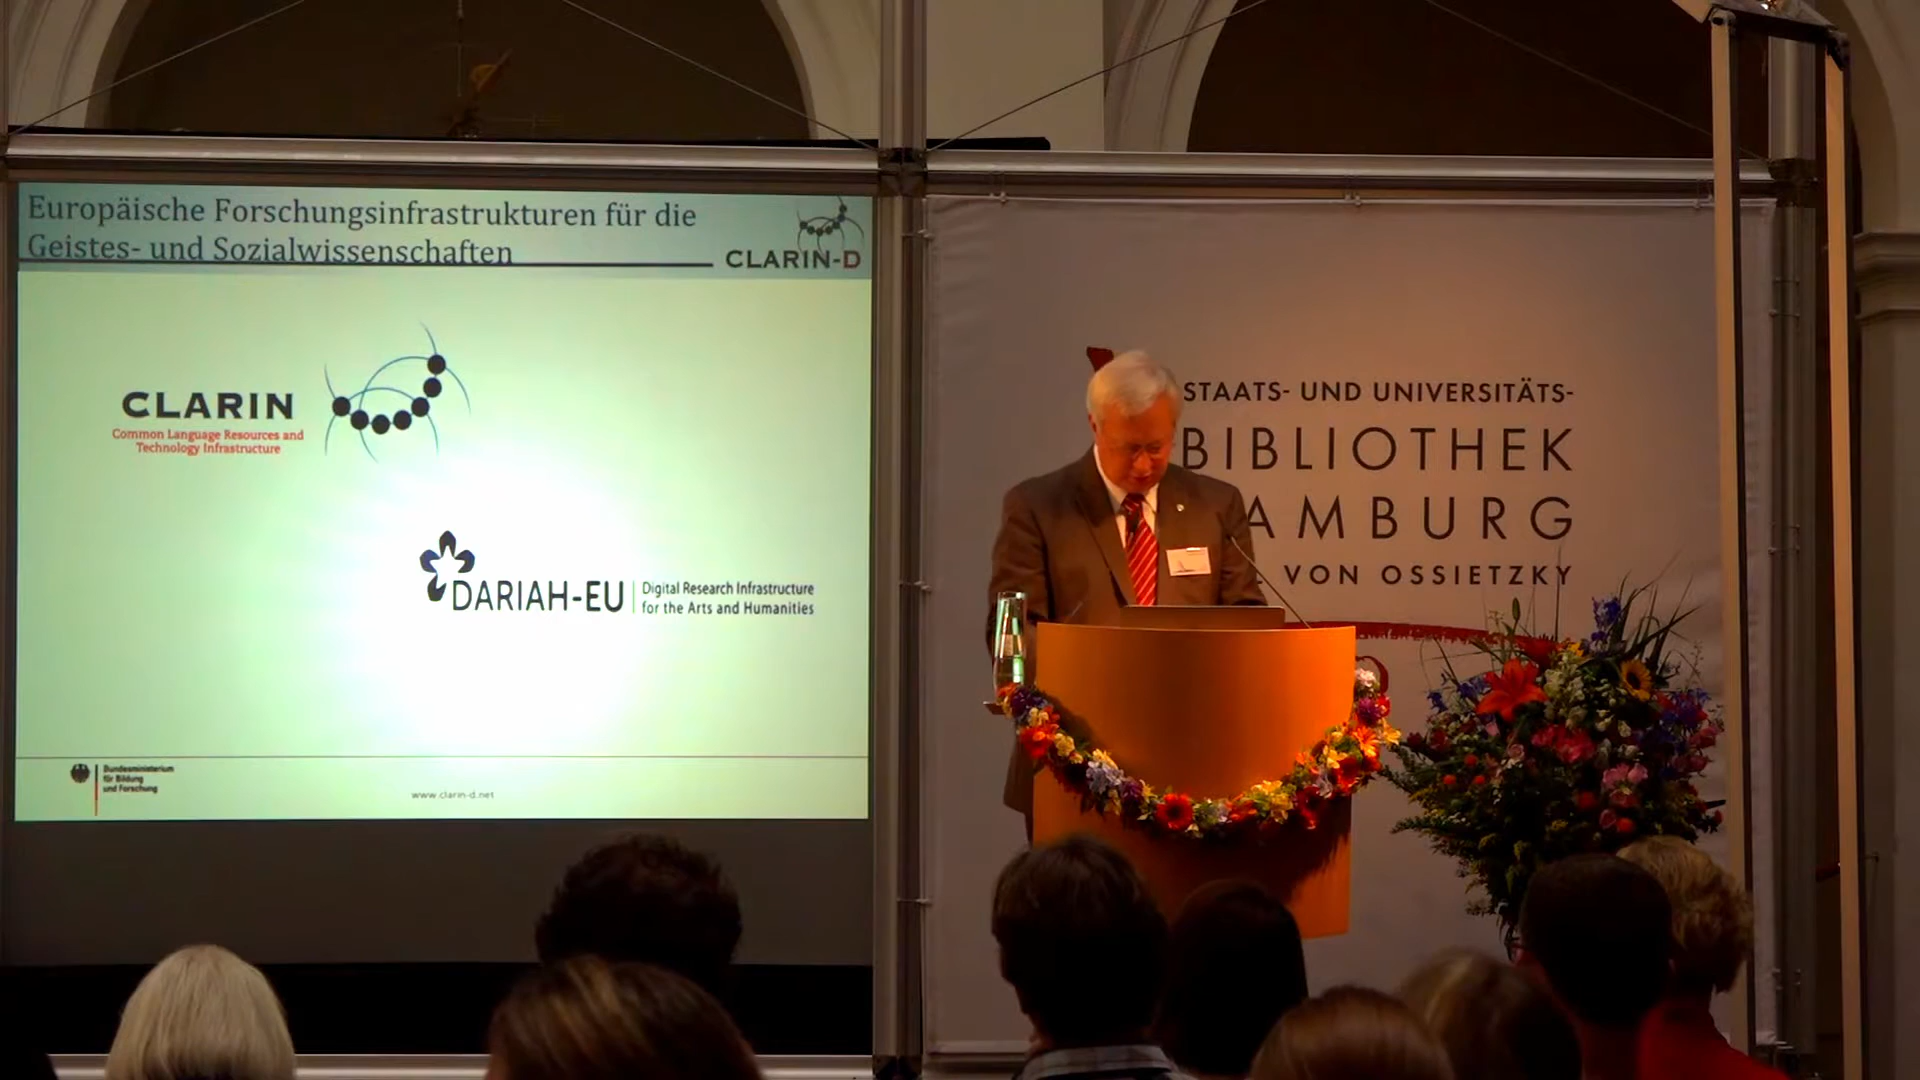 Europäische Forschungsinfrastrukturen für die
Geistes- und Sozialwissenschaften
CLARIN-D
CLARIN
Common Language Resources and
Technology Infrastructure
DARIAH-EU
Digital Research Infrastructure
for the Arts and Humanities
Bundesministerium
für Bildung
und Forschung
www.clarin-d.net
STAATS- UND UNIVERSITÄTS-
BIBLIOTHEK
AMBURG
VON OSSIETZKY